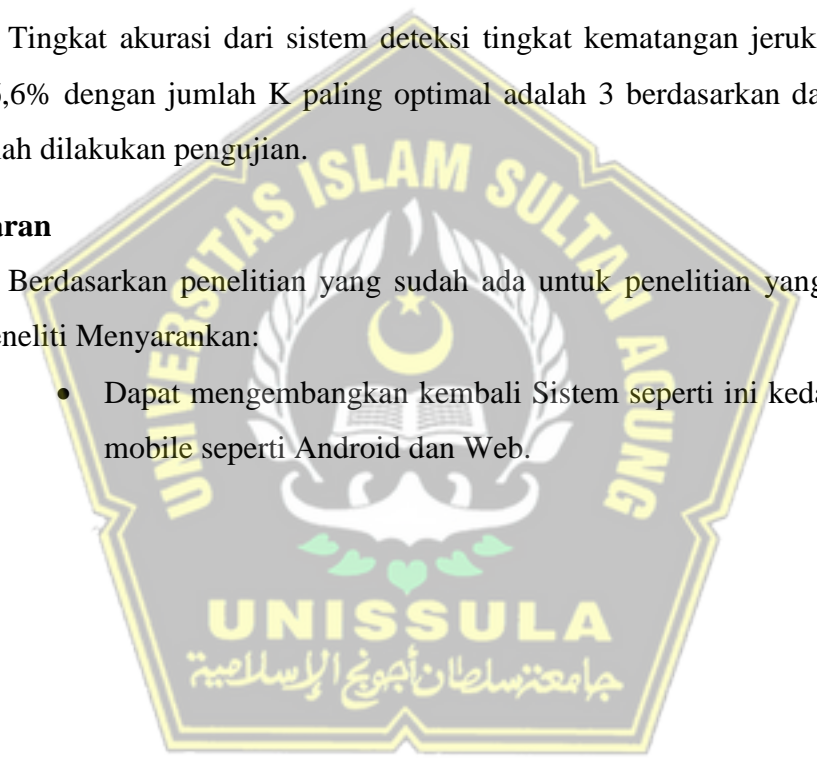 Tingkat akurasi dari sistem deteksi tingkat kematangan jeruk
,6% dengan jumlah K paling optimal adalah 3 berdasarkan da
lah dilakukan pengujian.
aran
Berdasarkan penelitian yang sudah ada untuk penelitian yang
eneliti Menyarankan:
• Dapat mengembangkan kembali Sistem seperti ini keda
mobile seperti Android dan Web.
UNIVERSITAS ISLAM SULTAN AGUNG
UNISSULA
جامعة سلطان أجونج الإسلامية